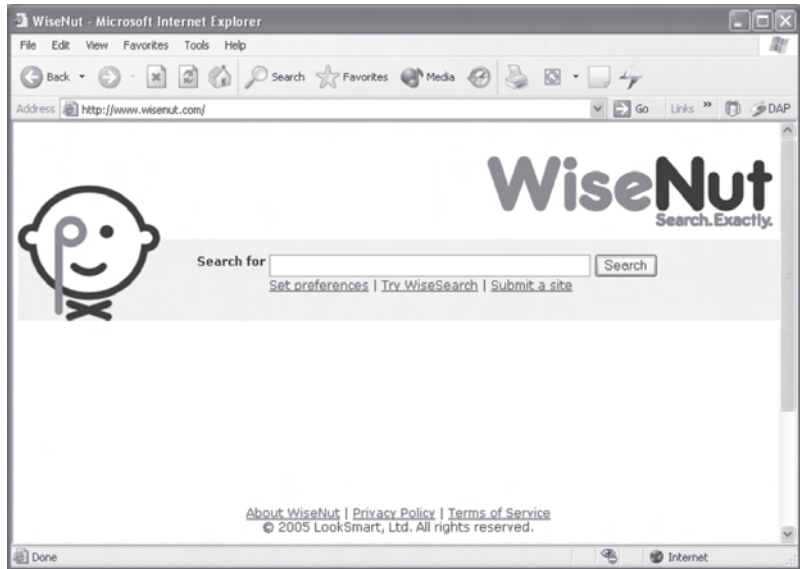 WiseNut - Microsoft Internet Explorer
File Edit View Favorites Tools Help
Back Search Favorites Media
Address http://www.wisenut.com/ Go Links » DAP
WiseNut
Search.Exactly.
Search for Search
Set preferences | Try WiseSearch | Submit a site
About WiseNut | Privacy Policy | Terms of Service
© 2005 LookSmart, Ltd. All rights reserved.
Done Internet